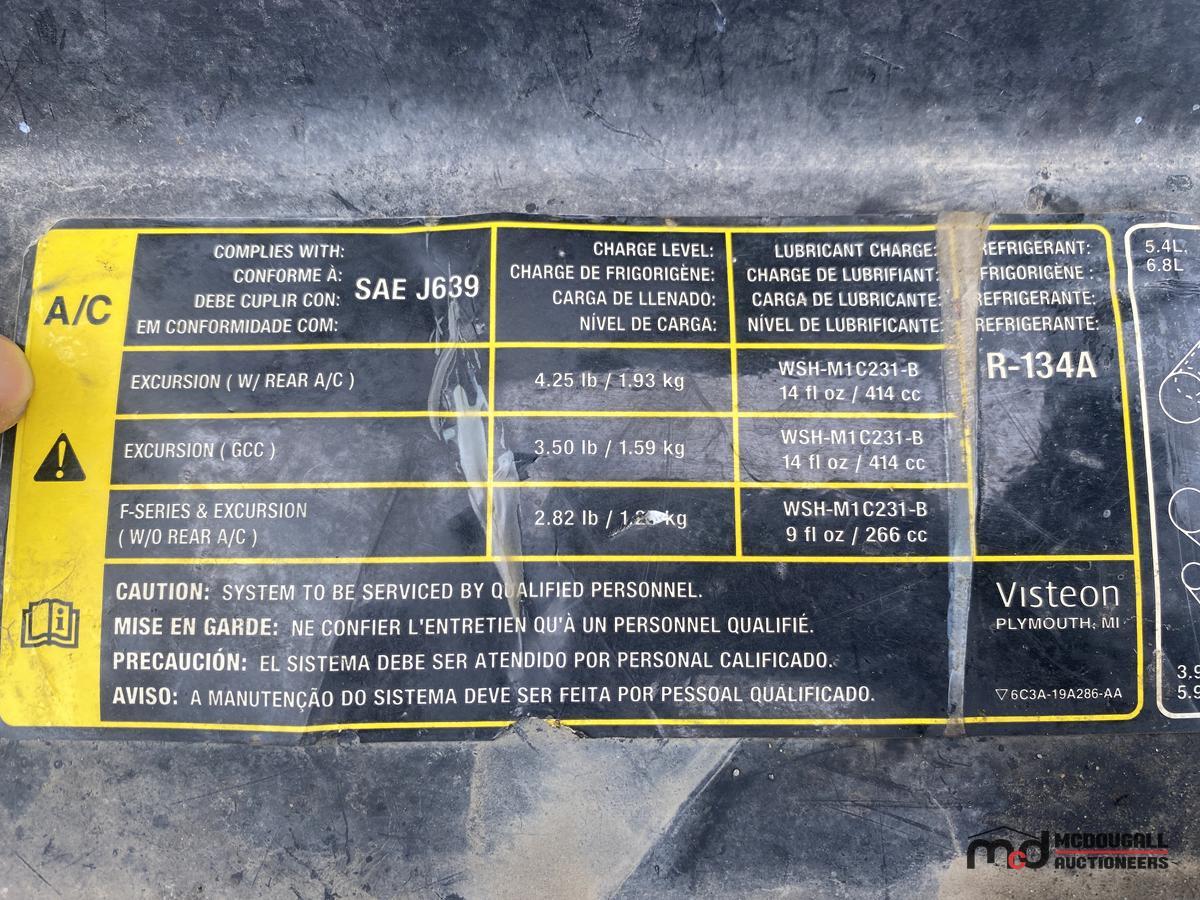 A/C
COMPLIES WITH:
CONFORME À:
DEBE CUPLIR CON:
EM CONFORMIDADE COM:
SAE J639
CHARGE LEVEL:
CHARGE DE FRIGORIGÈNE:
CARGA DE LLENADO:
NÍVEL DE CARGA:
LUBRICANT CHARGE:
CHARGE DE LUBRIFIANT:
CARGA DE LUBRICANTE:
NÍVEL DE LUBRIFICANTE:
REFRIGERANT:
FRIGORIGÈNE :
REFRIGERANTE:
REFRIGERANTE:
R-134A
EXCURSION ( W/ REAR A/C )
4.25 lb / 1.93 kg
WSH-M1C231-B
14 fl oz / 414 cc
EXCURSION ( GCC )
3.50 lb / 1.59 kg
WSH-M1C231-B
14 fl oz / 414 cc
F-SERIES & EXCURSION
( W/O REAR A/C )
2.82 lb / kg
WSH-M1C231-B
9 fl oz / 266 cc
CAUTION: SYSTEM TO BE SERVICED BY QUALIFIED PERSONNEL.
MISE EN GARDE: NE CONFIER L'ENTRETIEN QU'À UN PERSONNEL QUALIFIÉ.
PRECAUCIÓN: EL SISTEMA DEBE SER ATENDIDO POR PERSONAL CALIFICADO.
AVISO: A MANUTENÇÃO DO SISTEMA DEVE SER FEITA POR PESSOAL QUALIFICADO.
Visteon
PLYMOUTH, MI
6C3A-19A286-AA
5.4L,
6.8L
3.9
5.9
mcd MCDOUGALL
AUCTIONEERS